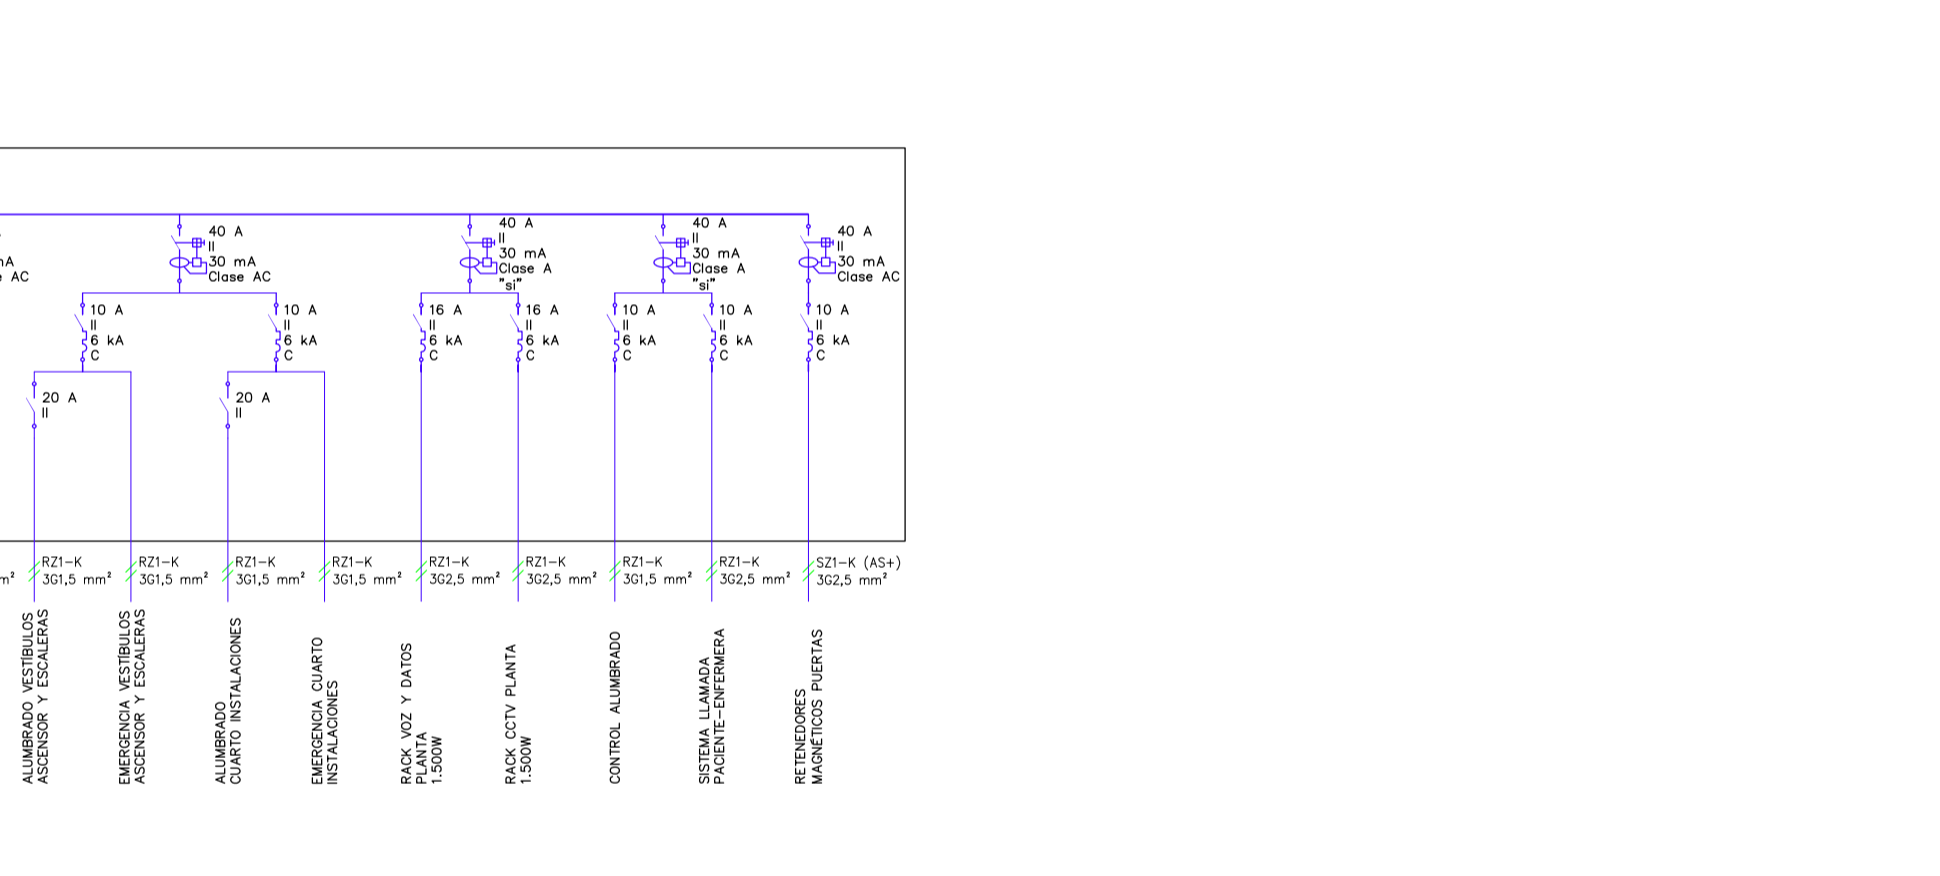 40 A
II
30 mA
Clase AC
40 A
II
30 mA
Clase A
"si"
40 A
II
30 mA
Clase A
"si"
40 A
II
30 mA
Clase AC
AC
10 A
II
6 kA
C
10 A
II
6 kA
C
16 A
II
6 kA
C
16 A
II
6 kA
C
10 A
II
6 kA
C
10 A
II
6 kA
C
10 A
II
6 kA
C
20 A
II
20 A
II
RZ1-K
3G1,5 mm²
RZ1-K
3G1,5 mm²
RZ1-K
3G1,5 mm²
RZ1-K
3G1,5 mm²
RZ1-K
3G2,5 mm²
RZ1-K
3G2,5 mm²
RZ1-K
3G1,5 mm²
RZ1-K
3G2,5 mm²
SZ1-K (AS+)
3G2,5 mm²
ALUMBRADO VESTÍBULOS
ASCENSOR Y ESCALERAS
EMERGENCIA VESTÍBULOS
ASCENSOR Y ESCALERAS
ALUMBRADO
CUARTO INSTALACIONES
EMERGENCIA CUARTO
INSTALACIONES
RACK VOZ Y DATOS
PLANTA
1.500W
RACK CCTV PLANTA
1.500W
CONTROL ALUMBRADO
SISTEMA LLAMADA
PACIENTE-ENFERMERA
RETENEDORES
MAGNÉTICOS PUERTAS